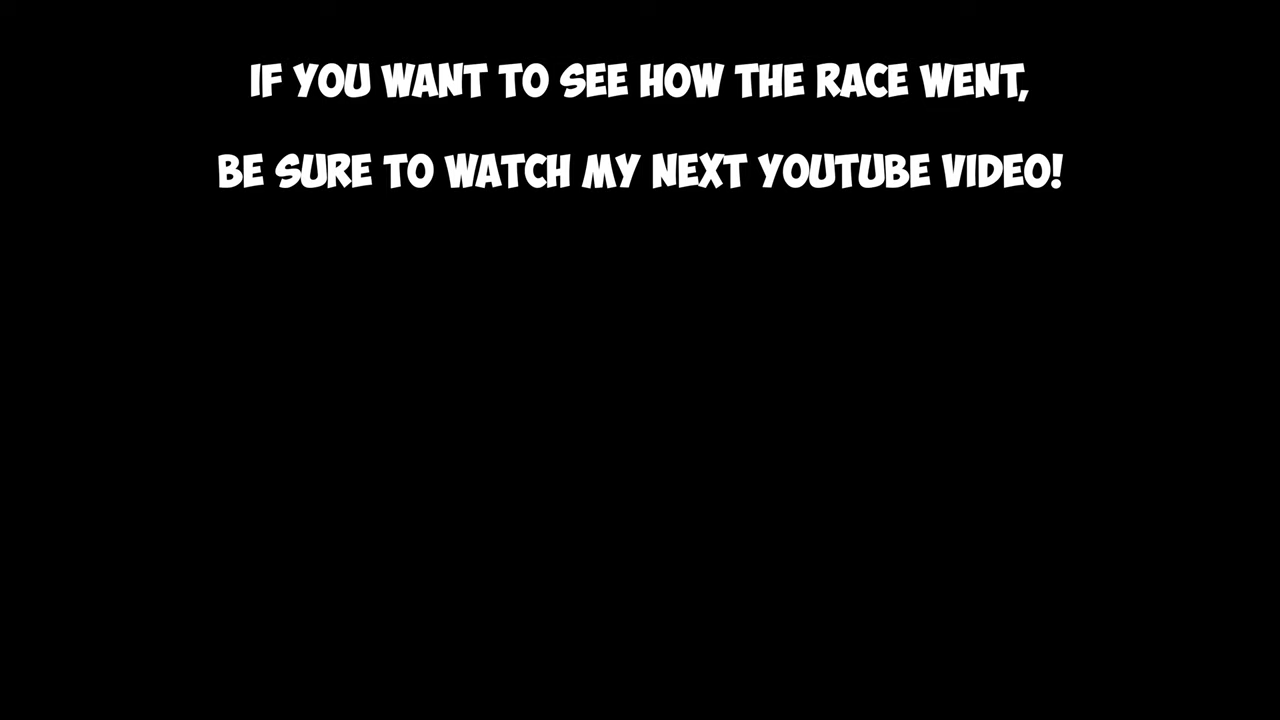 IF YOU WANT TO SEE HOW THE RACE WENT,
BE SURE TO WATCH MY NEXT YOUTUBE VIDEO!